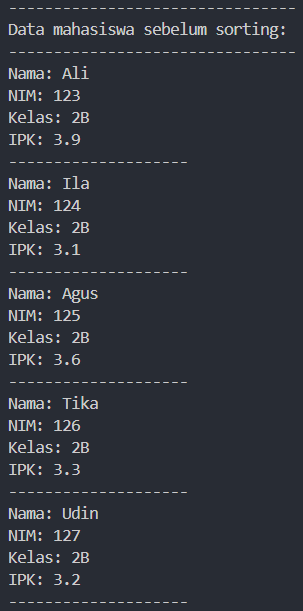 --------------------------------
Data mahasiswa sebelum sorting:
--------------------------------
Nama: Ali
NIM: 123
Kelas: 2B
IPK: 3.9
--------------------
Nama: Ila
NIM: 124
Kelas: 2B
IPK: 3.1
--------------------
Nama: Agus
NIM: 125
Kelas: 2B
IPK: 3.6
--------------------
Nama: Tika
NIM: 126
Kelas: 2B
IPK: 3.3
--------------------
Nama: Udin
NIM: 127
Kelas: 2B
IPK: 3.2
--------------------